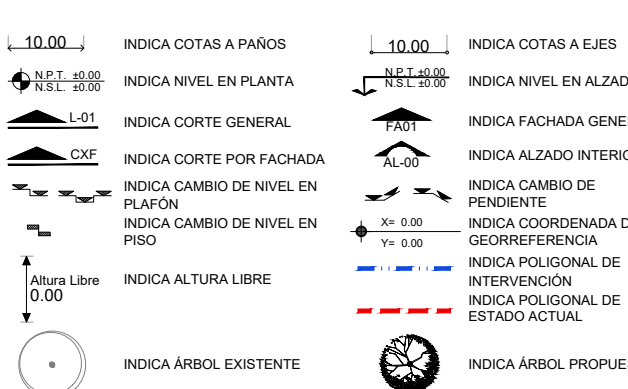 10.00 INDICA COTAS A PAÑOS
N.P.T. ±0.00
N.S.L. ±0.00
INDICA NIVEL EN PLANTA
L-01 INDICA CORTE GENERAL
CXF INDICA CORTE POR FACHADA
INDICA CAMBIO DE NIVEL EN
PLAFÓN
INDICA CAMBIO DE NIVEL EN
PISO
Altura Libre
0.00
INDICA ALTURA LIBRE
INDICA ÁRBOL EXISTENTE
10.00 INDICA COTAS A EJES
N.P.T. ±0.00
N.S.L. ±0.00
INDICA NIVEL EN ALZAD
FA01
INDICA FACHADA GENE
AL-00
INDICA ALZADO INTERIO
INDICA CAMBIO DE
PENDIENTE
X= 0.00
Y= 0.00
INDICA COORDENADA D
GEORREFERENCIA
INDICA POLIGONAL DE
INTERVENCIÓN
INDICA POLIGONAL DE
ESTADO ACTUAL
INDICA ÁRBOL PROPUES